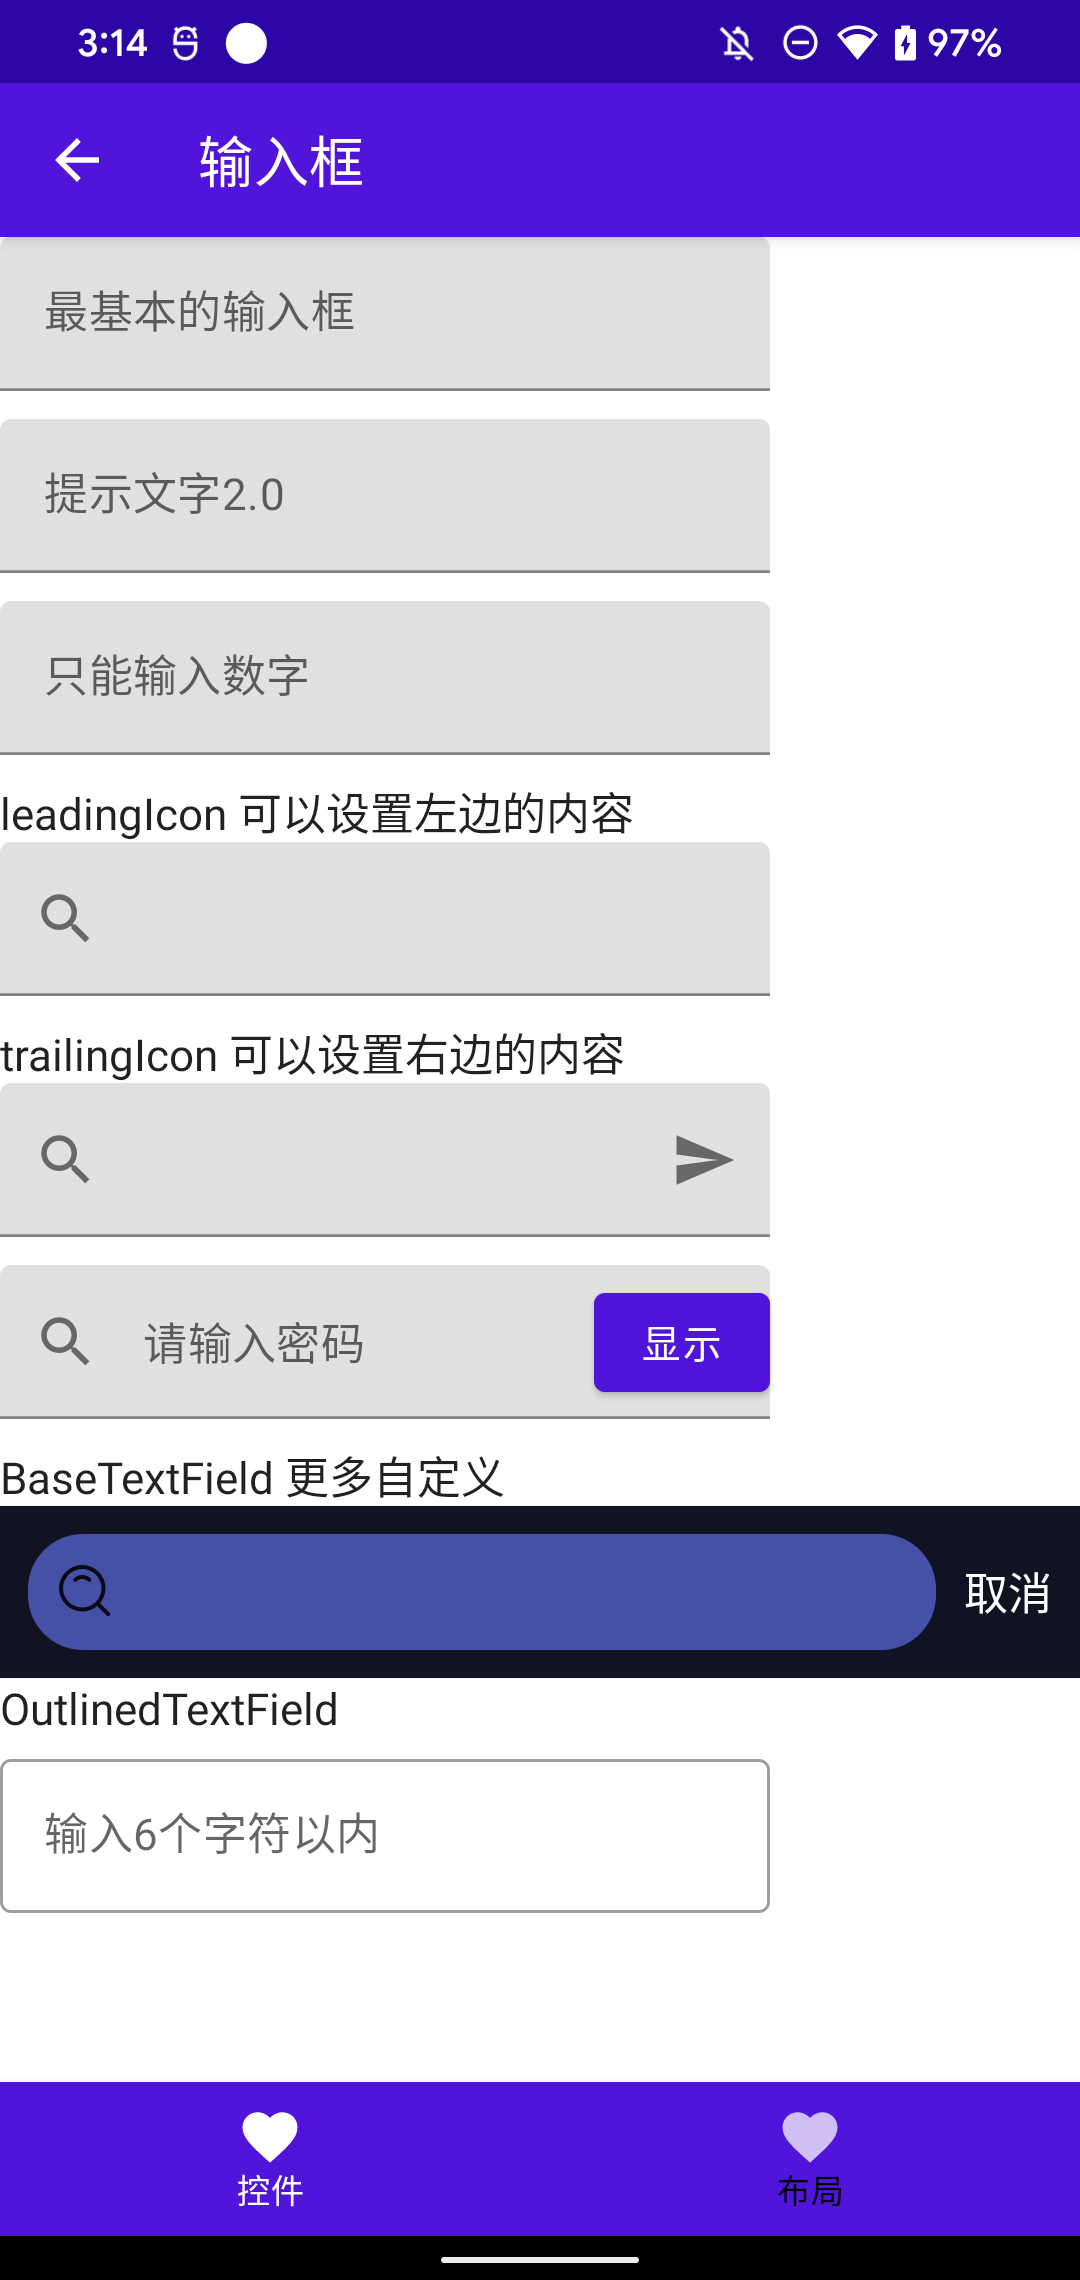 3:14
97%
输入框
最基本的输入框
提示文字2.0
只能输入数字
leadingIcon 可以设置左边的内容
trailingIcon 可以设置右边的内容
请输入密码
显示
BaseTextField 更多自定义
取消
OutlinedTextField
输入6个字符以内
控件
布局